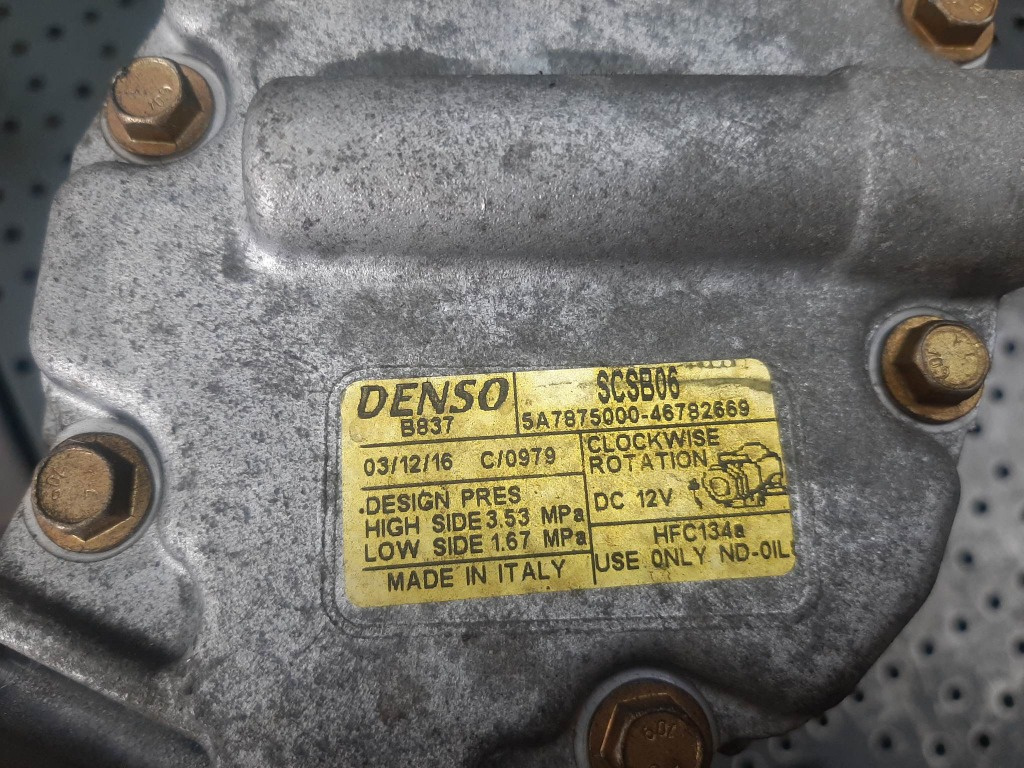 DENSO
B837
SCSB06
5A7875000-46782669
03/12/16 C/0979
CLOCKWISE
ROTATION
DC 12V
DESIGN PRES
HIGH SIDE 3.53 MPa
LOW SIDE 1.67 MPa
HFC134a
USE ONLY ND-OIL
MADE IN ITALY